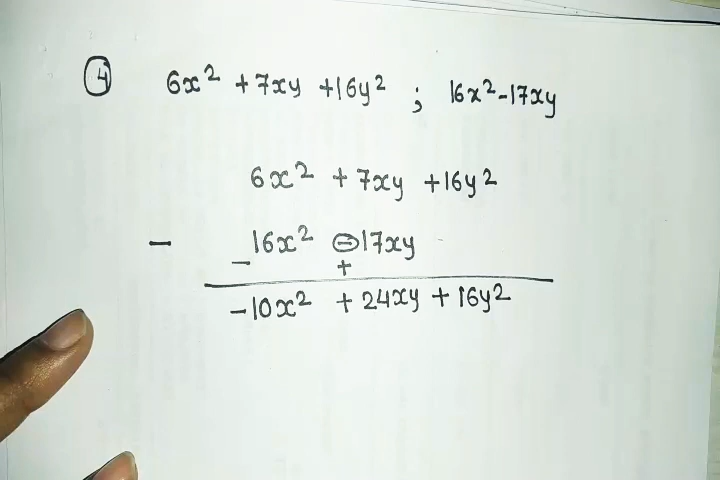 ④ 6x² + 7xy + 16y² ; 16x² - 17xy
6x² + 7xy + 16y²
- 16x² ⊖ 17xy
- +
-10x² + 24xy + 16y²